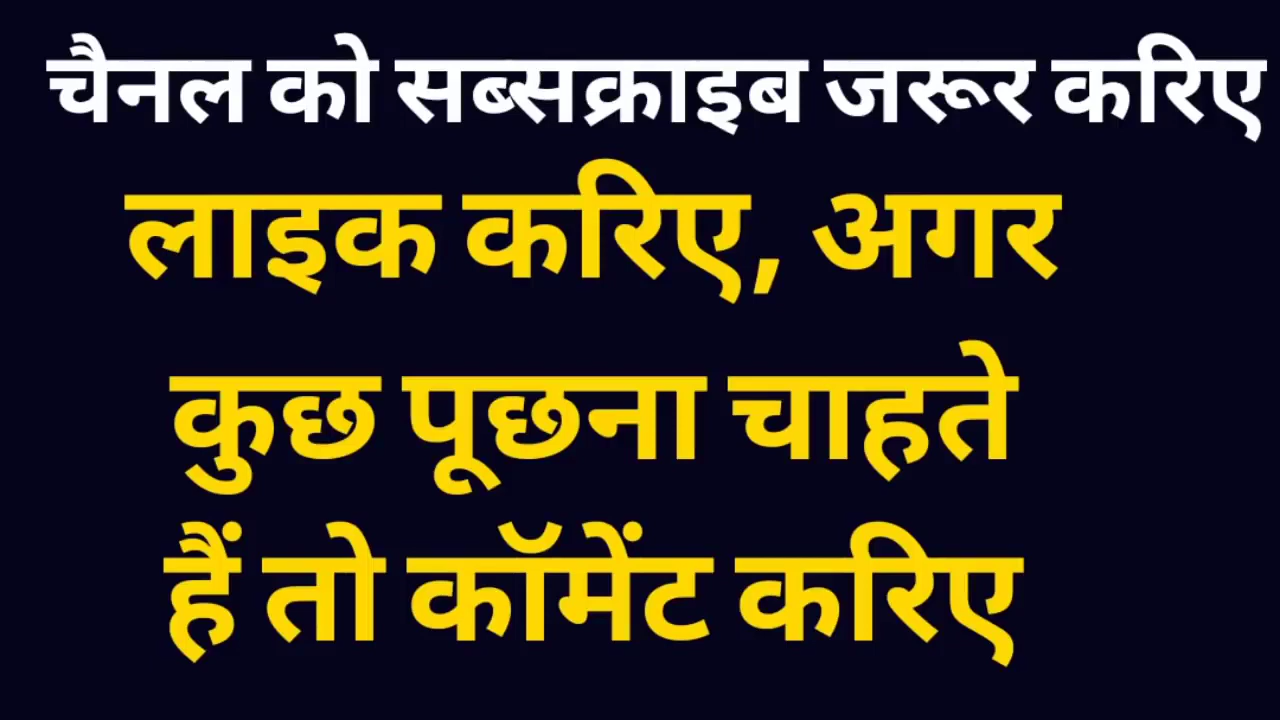 चैनल को सब्सक्राइब जरूर करिए
लाइक करिए, अगर
कुछ पूछना चाहते
हैं तो कॉमेंट करिए